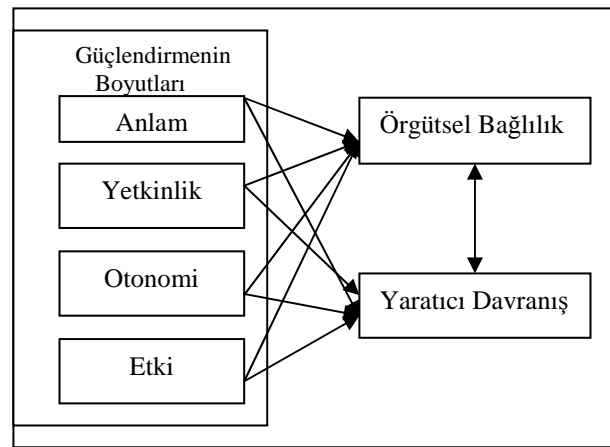 Güçlendirmenin
Boyutları
Anlam
Yetkinlik
Otonomi
Etki
Örgütsel Bağlılık
Yaratıcı Davranış